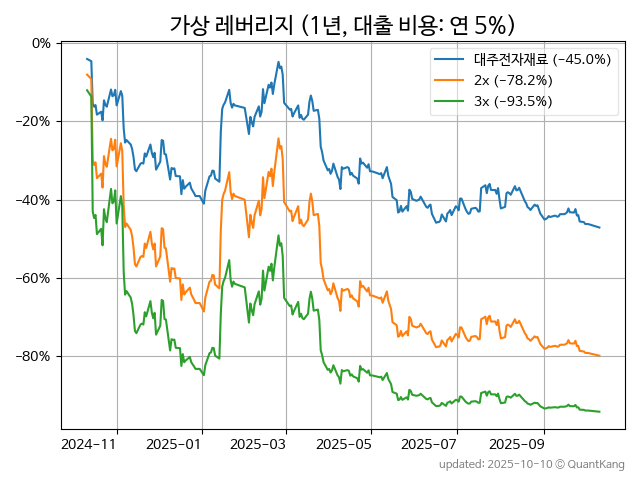 가상 레버리지 (1년, 대출 비용: 연 5%)
대주전자재료 (−45.0%)
2x (−78.2%)
3x (−93.5%)
0%
−20%
−40%
−60%
−80%
2024−11 2025−01 2025−03 2025−05 2025−07 2025−09
updated: 2025-10-10 © QuantKang